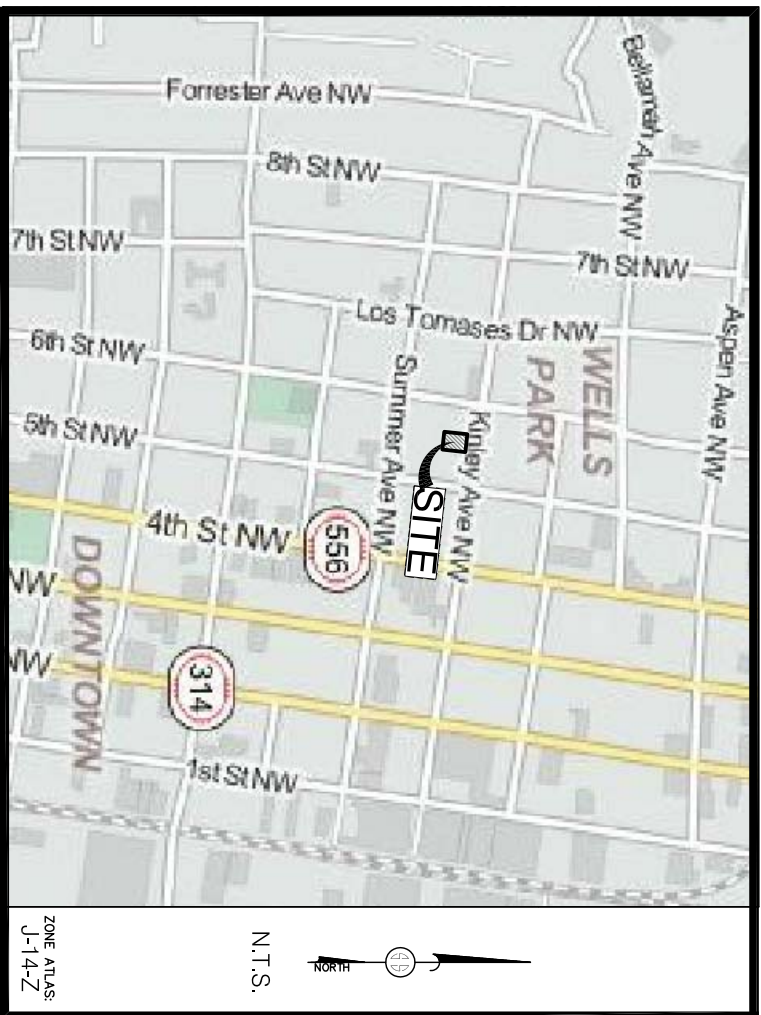 Forrester Ave NW
Bellamah Ave NW
8th St NW
7th St NW
7th St NW
Aspen Ave NW
Los Tomases Dr NW
6th St NW
WELLS
PARK
Summer Ave NW
Kinley Ave NW
5th St NW
SITE
4th St NW
556
DOWNTOWN
NW
NW
314
1st St NW
ZONE ATLAS:
J-14-Z
N.T.S.
NORTH